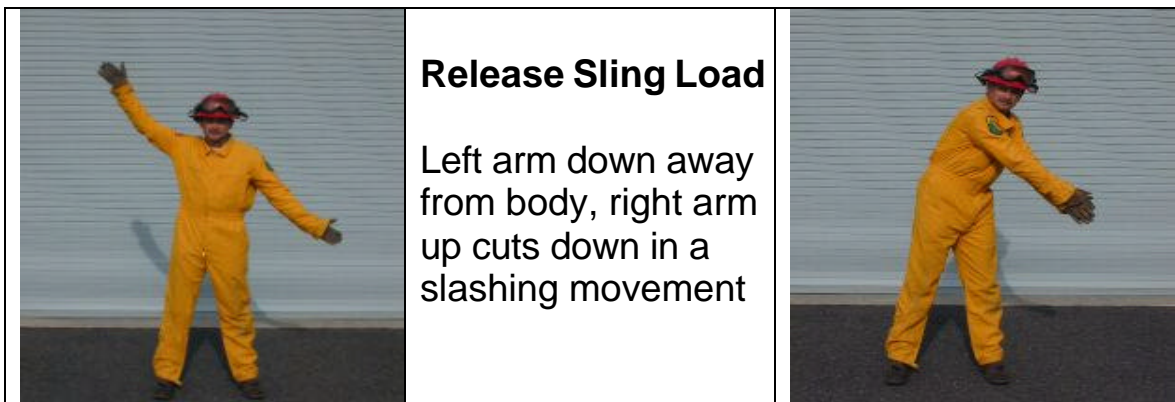 Release Sling Load
Left arm down away
from body, right arm
up cuts down in a
slashing movement